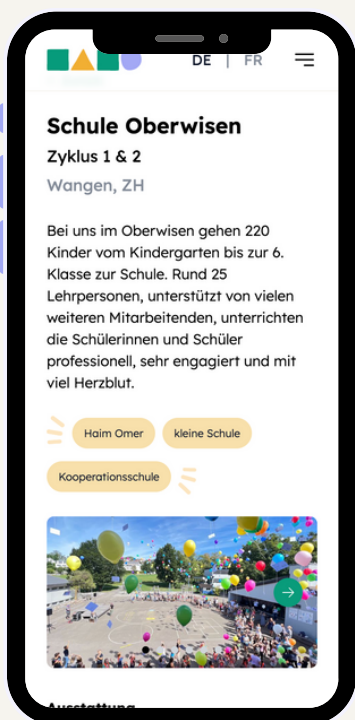 DE | FR
Schule Oberwisen
Zyklus 1 & 2
Wangen, ZH
Bei uns im Oberwisen gehen 220
Kinder vom Kindergarten bis zur 6.
Klasse zur Schule. Rund 25
Lehrpersonen, unterstützt von vielen
weiteren Mitarbeitenden, unterrichten
die Schülerinnen und Schüler
professionell, sehr engagiert und mit
viel Herzblut.
Haim Omer
kleine Schule
Kooperationsschule
Ausstattung